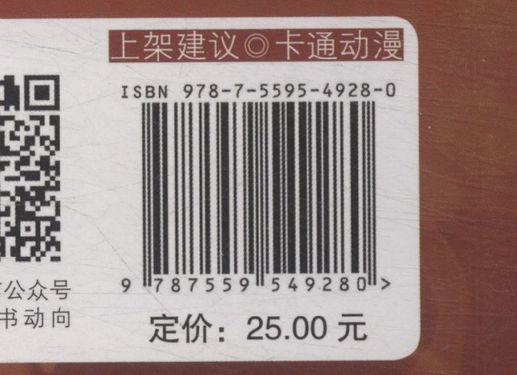 上架建议◎卡通动漫
ISBN 978-7-5595-4928-0
9 787559 549280 >
公众号
书动向
定价：25.00 元